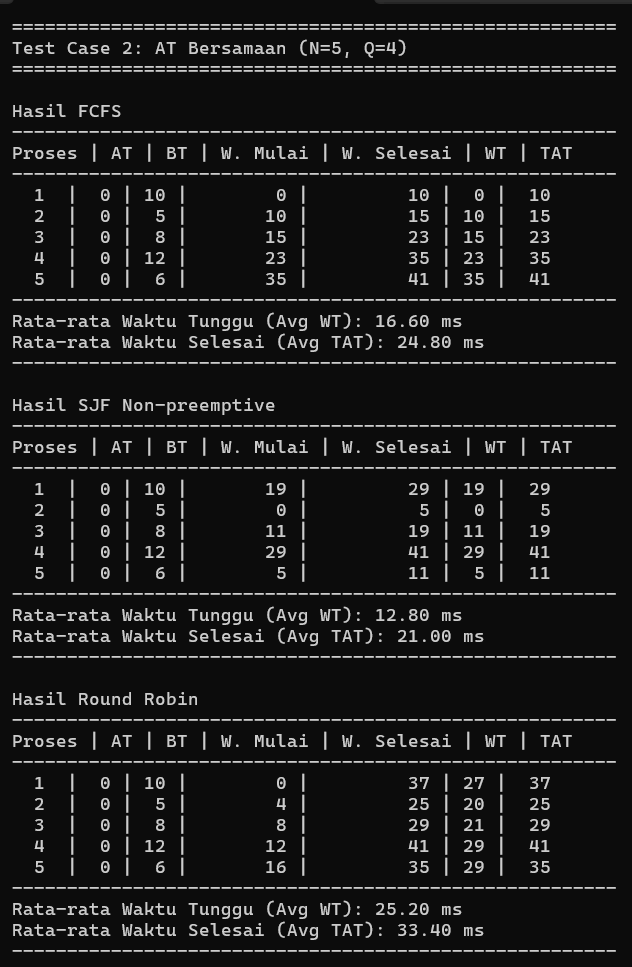 =======================================================
Test Case 2: AT Bersamaan (N=5, Q=4)
=======================================================

Hasil FCFS
-------------------------------------------------------
Proses | AT | BT | W. Mulai | W. Selesai | WT | TAT
-------------------------------------------------------
  1  |  0 | 10 |        0 |         10 |  0 |  10
  2  |  0 |  5 |       10 |         15 | 10 |  15
  3  |  0 |  8 |       15 |         23 | 15 |  23
  4  |  0 | 12 |       23 |         35 | 23 |  35
  5  |  0 |  6 |       35 |         41 | 35 |  41
-------------------------------------------------------
Rata-rata Waktu Tunggu (Avg WT): 16.60 ms
Rata-rata Waktu Selesai (Avg TAT): 24.80 ms
-------------------------------------------------------

Hasil SJF Non-preemptive
-------------------------------------------------------
Proses | AT | BT | W. Mulai | W. Selesai | WT | TAT
-------------------------------------------------------
  1  |  0 | 10 |       19 |         29 | 19 |  29
  2  |  0 |  5 |        0 |          5 |  0 |   5
  3  |  0 |  8 |       11 |         19 | 11 |  19
  4  |  0 | 12 |       29 |         41 | 29 |  41
  5  |  0 |  6 |        5 |         11 |  5 |  11
-------------------------------------------------------
Rata-rata Waktu Tunggu (Avg WT): 12.80 ms
Rata-rata Waktu Selesai (Avg TAT): 21.00 ms
-------------------------------------------------------

Hasil Round Robin
-------------------------------------------------------
Proses | AT | BT | W. Mulai | W. Selesai | WT | TAT
-------------------------------------------------------
  1  |  0 | 10 |        0 |         37 | 27 |  37
  2  |  0 |  5 |        4 |         25 | 20 |  25
  3  |  0 |  8 |        8 |         29 | 21 |  29
  4  |  0 | 12 |       12 |         41 | 29 |  41
  5  |  0 |  6 |       16 |         35 | 29 |  35
-------------------------------------------------------
Rata-rata Waktu Tunggu (Avg WT): 25.20 ms
Rata-rata Waktu Selesai (Avg TAT): 33.40 ms
-------------------------------------------------------